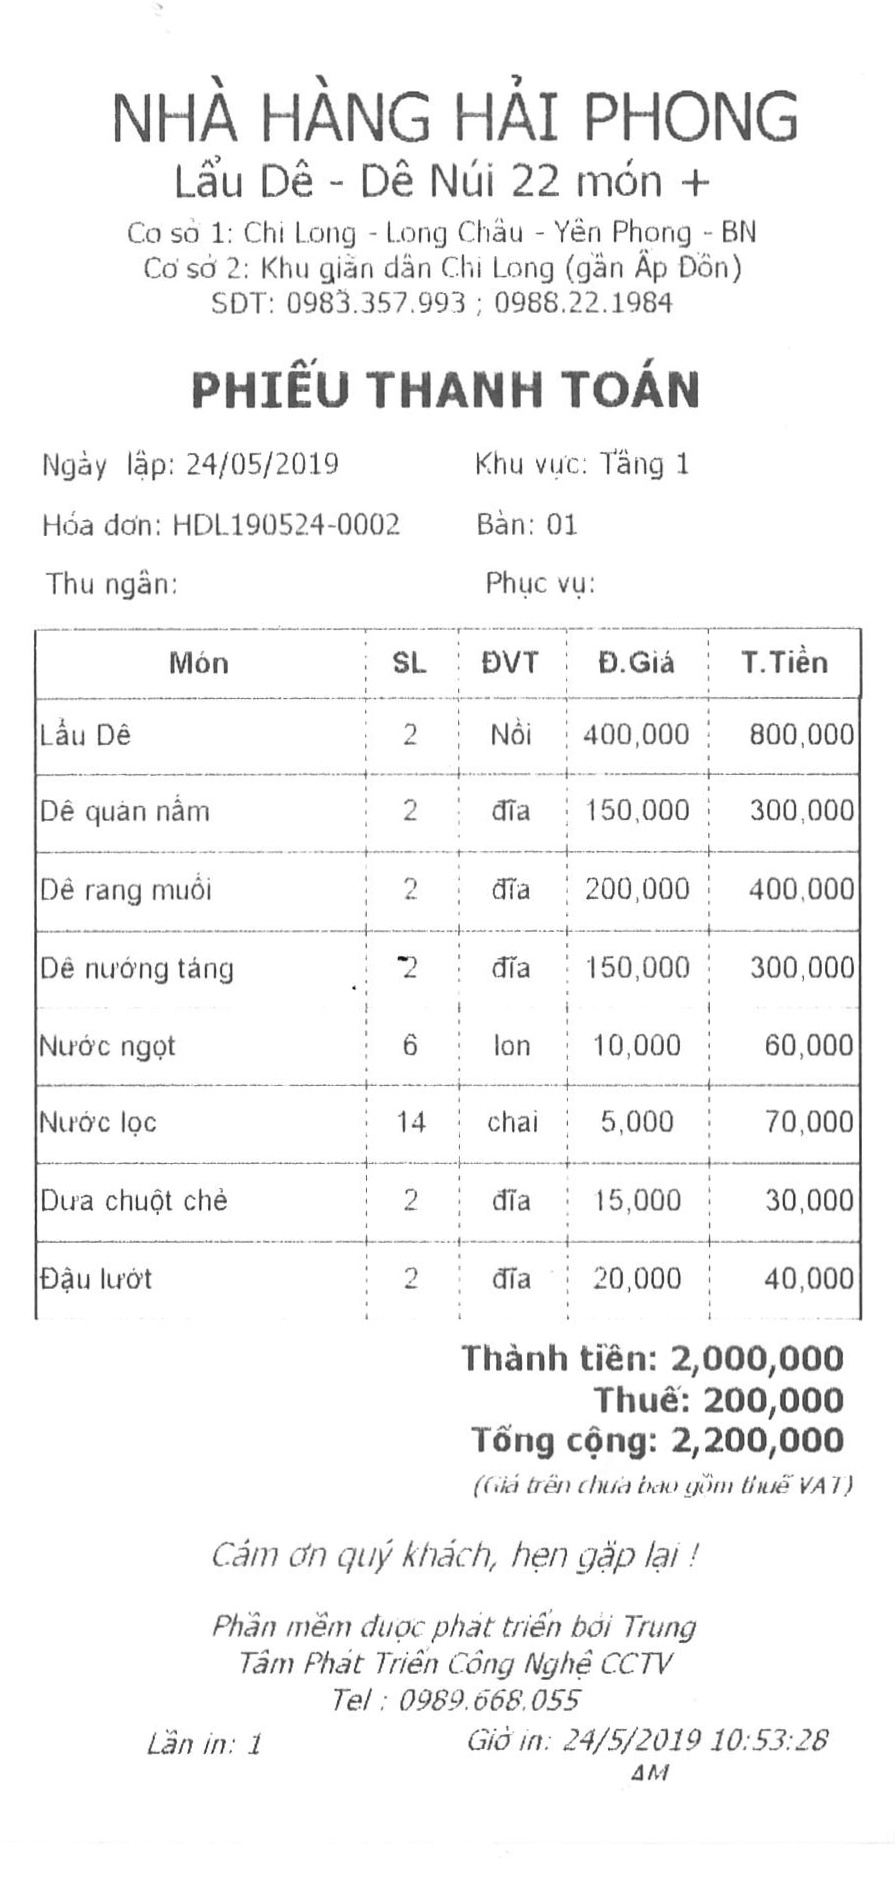 NHÀ HÀNG HẢI PHONG
Lẩu Dê - Dê Núi 22 món +
Cơ sở 1: Chi Long - Long Châu - Yên Phong - BN
Cơ sở 2: Khu giãn dân Chi Long (gần Ấp Đồn)
SDT: 0983.357.993 ; 0988.22.1984
PHIẾU THANH TOÁN
Ngày lập: 24/05/2019 Khu vực: Tầng 1
Hóa đơn: HDL190524-0002 Bàn: 01
Thu ngân: Phục vụ:
Món SL ĐVT Đ.Giá T.Tiền
Lẩu Dê 2 Nồi 400,000 800,000
Dê quản nấm 2 đĩa 150,000 300,000
Dê rang muối 2 đĩa 200,000 400,000
Dê nướng tảng 2 đĩa 150,000 300,000
Nước ngọt 6 lon 10,000 60,000
Nước lọc 14 chai 5,000 70,000
Dưa chuột chẻ 2 đĩa 15,000 30,000
Đậu lướt 2 đĩa 20,000 40,000
Thành tiền: 2,000,000
Thuế: 200,000
Tổng cộng: 2,200,000
(Giá trên chưa bao gồm thuế VAT)
Cảm ơn quý khách, hẹn gặp lại !
Phần mềm được phát triển bởi Trung
Tâm Phát Triển Công Nghệ CCTV
Tel : 0989.668.055
Lần in: 1 Giờ in: 24/5/2019 10:53:28
AM